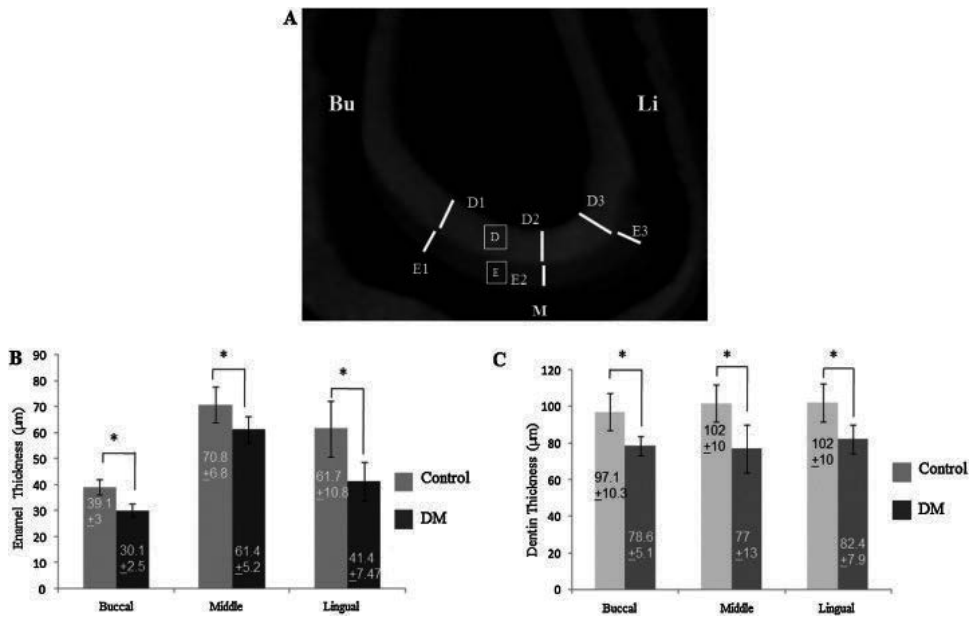 A
Bu
Li
D1
D3
D2
D
E3
E1
E
E2
M
B
90
80
70
60
50
40
30
20
10
0
Enamel Thickness (μm)
*
*
*
39.1
±3
30.1
±2.5
70.8
±6.8
61.4
±5.2
61.7
±10.8
41.4
±7.47
Buccal
Middle
Lingual
Control
DM
C
120
100
80
60
40
20
0
Dentin Thickness (μm)
*
*
*
97.1
±10.3
78.6
±5.1
102
±10
77
±13
102
±10
82.4
±7.9
Buccal
Middle
Lingual
Control
DM